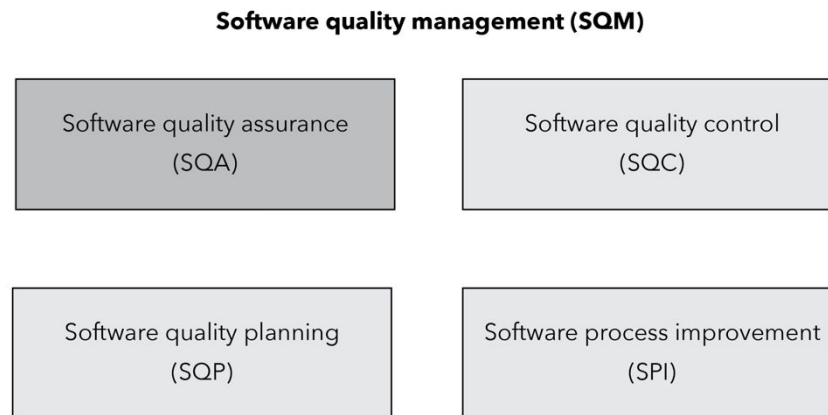 Software quality management (SQM)
Software quality assurance
(SQA)
Software quality control
(SQC)
Software quality planning
(SQP)
Software process improvement
(SPI)